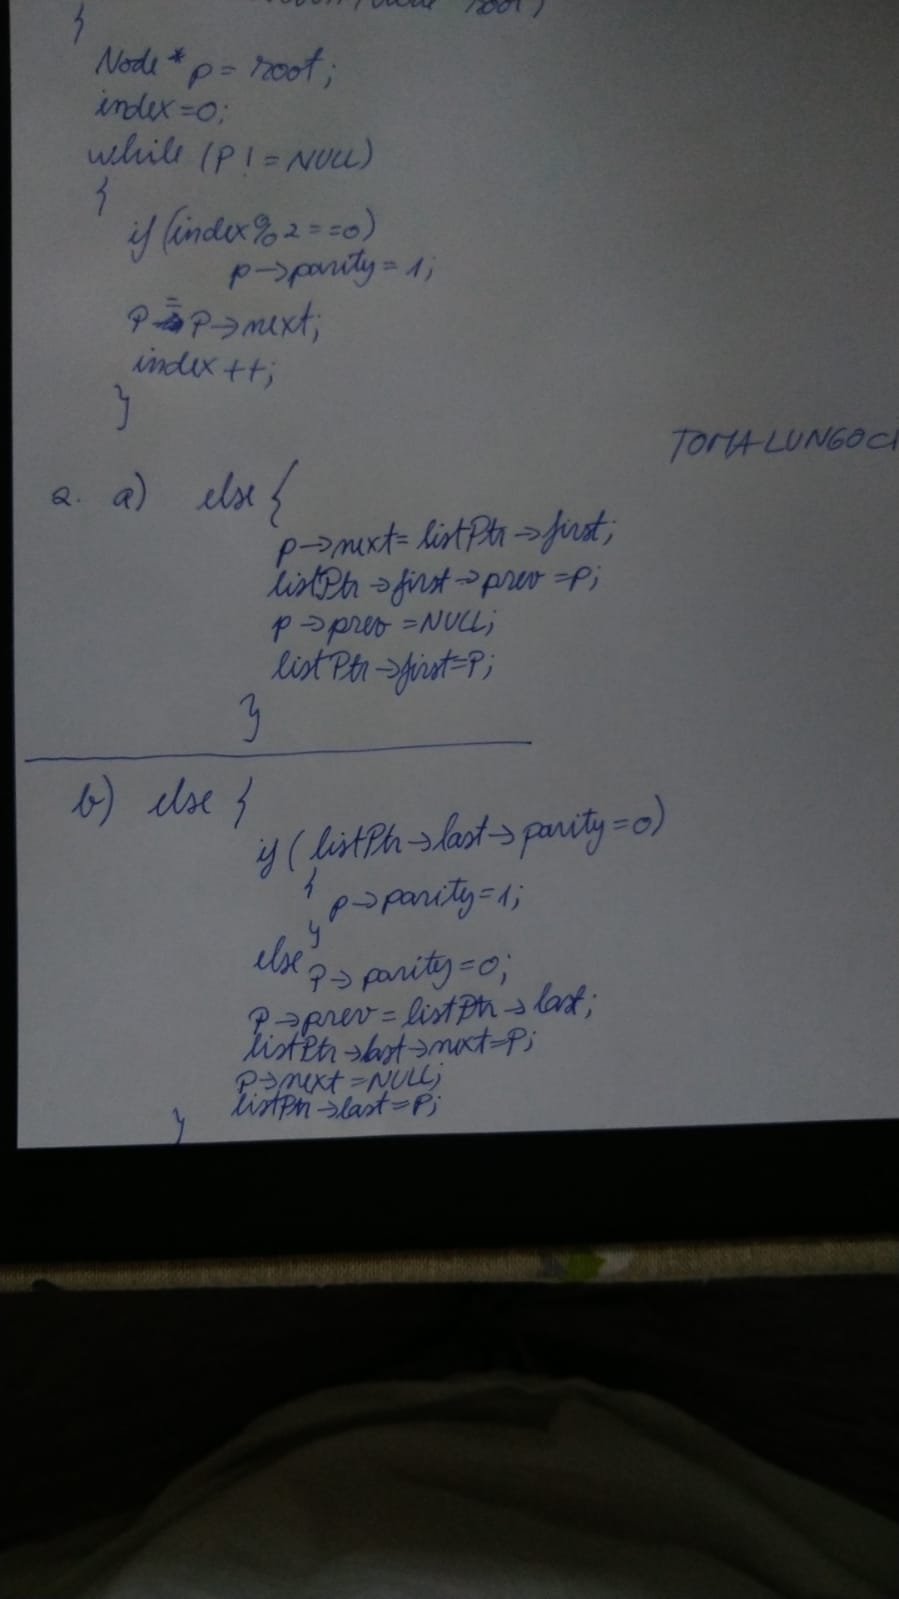 root)
{
Node * p = root;
index=0;
while (P != NULL)
{
if (index%2==0)
p->parity=1;
P = P->next;
index ++;
}
TOMA LUNGOCI
2. a) else {
p->next= listPtr->first;
listPtr->first->prev =P;
p->prev =NULL;
listPtr->first=P;
}
b) else {
if ( listPtr->last->parity=0)
{
p->parity=1;
}
else
P->parity=0;
P->prev = listPtr->last;
listPtr->last->next=P;
P->next =NULL;
listPtr->last=P;
}